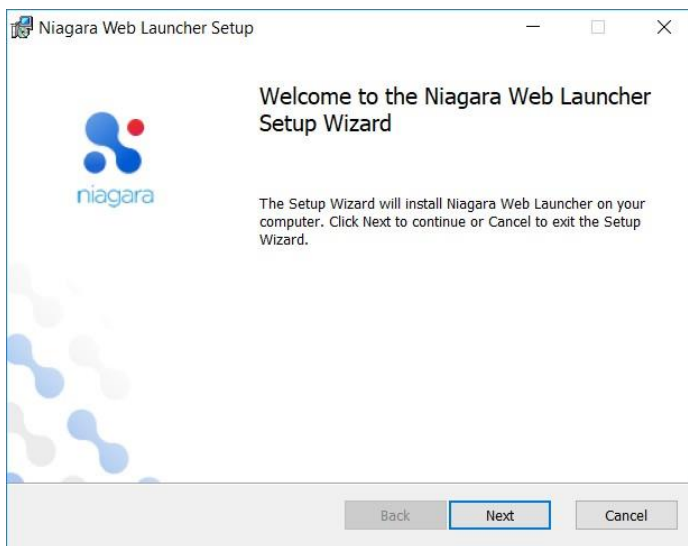 Niagara Web Launcher Setup
Welcome to the Niagara Web Launcher
Setup Wizard
niagara
The Setup Wizard will install Niagara Web Launcher on your
computer. Click Next to continue or Cancel to exit the Setup
Wizard.
Back
Next
Cancel